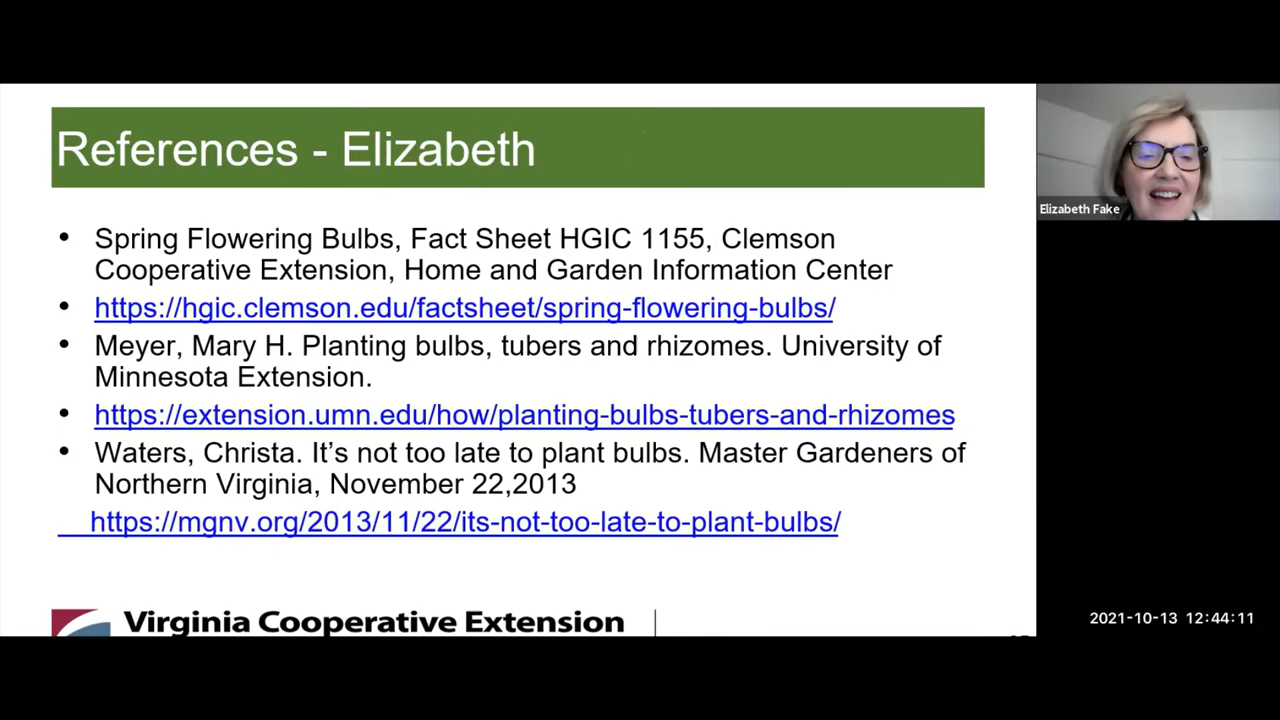 References - Elizabeth
• Spring Flowering Bulbs, Fact Sheet HGIC 1155, Clemson
Cooperative Extension, Home and Garden Information Center
• https://hgic.clemson.edu/factsheet/spring-flowering-bulbs/
• Meyer, Mary H. Planting bulbs, tubers and rhizomes. University of
Minnesota Extension.
• https://extension.umn.edu/how/planting-bulbs-tubers-and-rhizomes
• Waters, Christa. It’s not too late to plant bulbs. Master Gardeners of
Northern Virginia, November 22,2013
https://mgnv.org/2013/11/22/its-not-too-late-to-plant-bulbs/
Virginia Cooperative Extension
Elizabeth Fake
2021-10-13 12:44:11